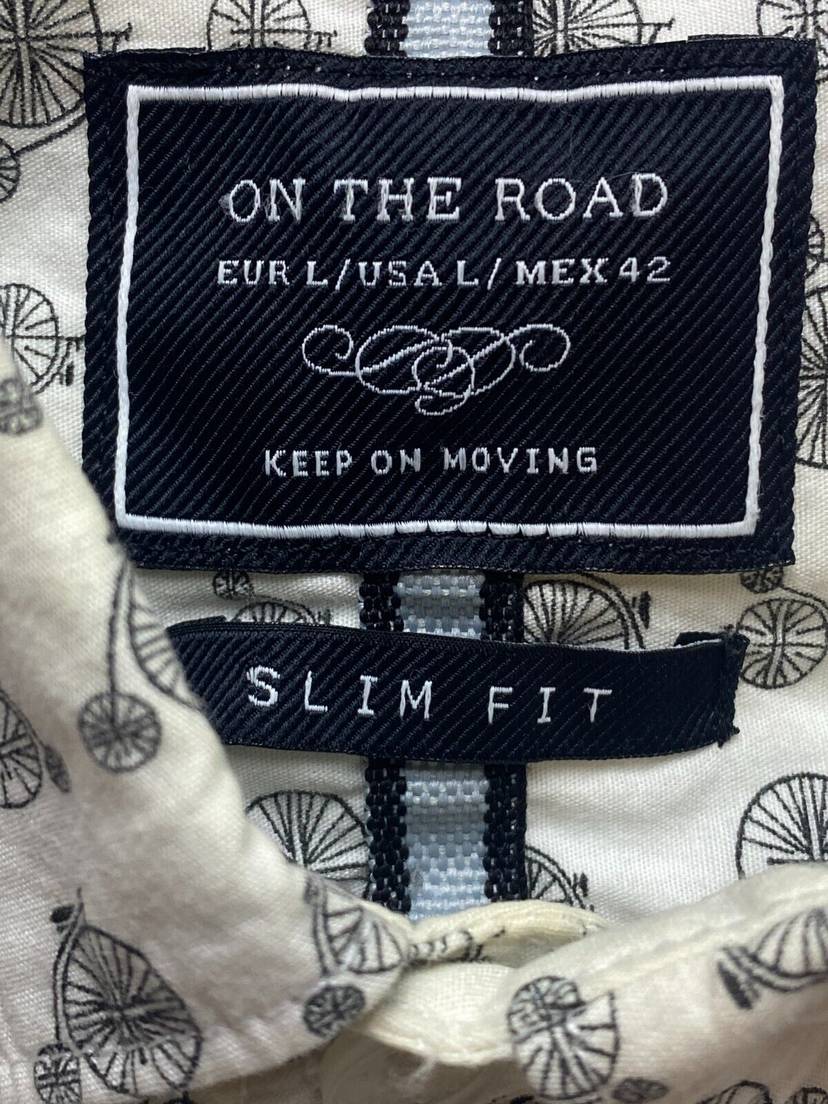 ON THE ROAD
EUR L/USA L/ MEX 42
KEEP ON MOVING
SLIM FIT